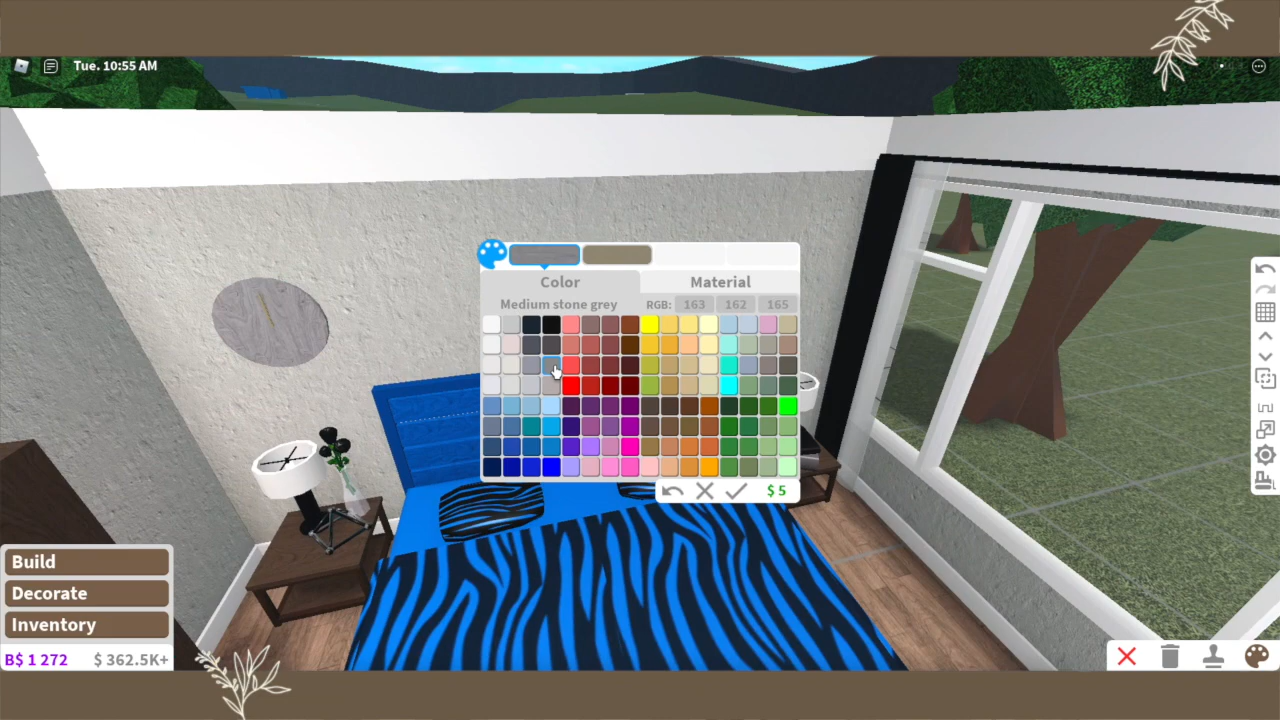 Tue. 10:55 AM
Color
Material
Medium stone grey
RGB: 163 162 165
$ 5
Build
Decorate
Inventory
B$ 1 272
$ 362.5K+